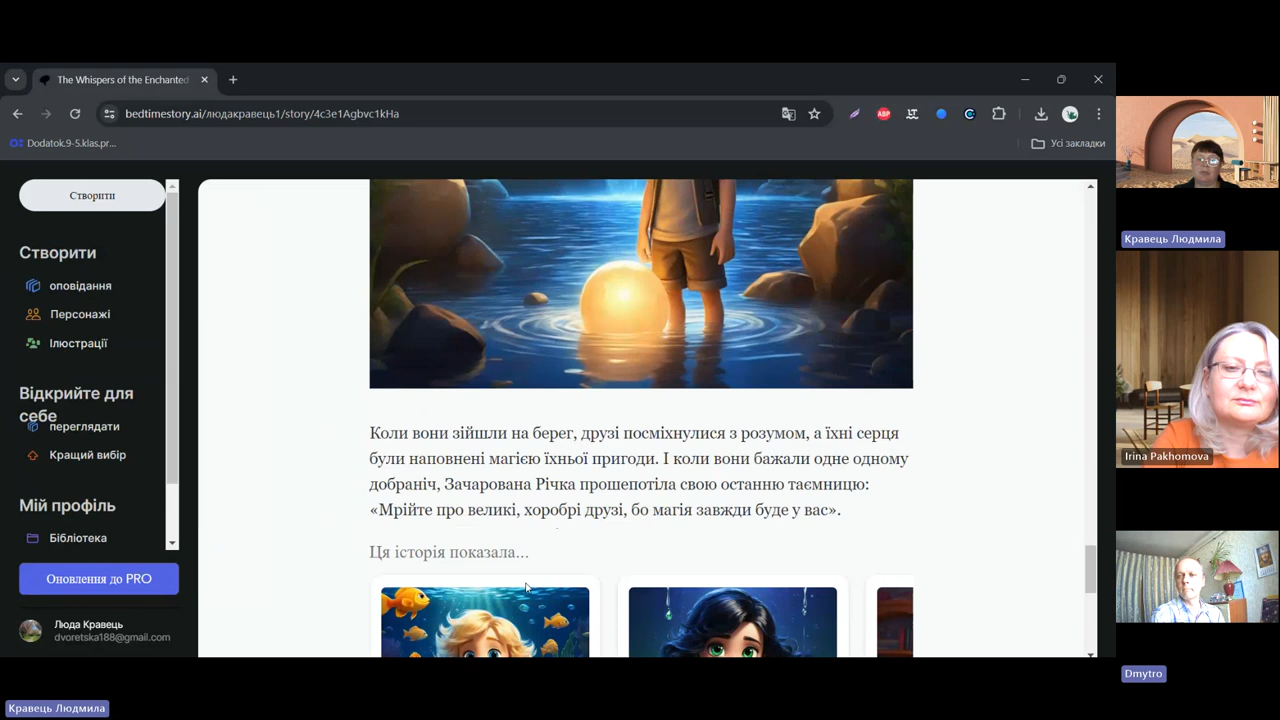 The Whispers of the Enchanted
bedtimestory.ai/людакравець1/story/4c3e1Agbvc1kHa
ABP
Dodatok.9-5.klas.pr...
Усі закладки
Створити
Створити
оповідання
Персонажі
Ілюстрації
Відкрийте для
себе
переглядати
Кращий вибір
Мій профіль
Бібліотека
Оновлення до PRO
Люда Кравець
dvoretska188@gmail.com
Коли вони зійшли на берег, друзі посміхнулися з розумом, а їхні серця
були наповнені магією їхньої пригоди. І коли вони бажали одне одному
добраніч, Зачарована Річка прошепотіла свою останню таємницю:
«Мрійте про великі, хоробрі друзі, бо магія завжди буде у вас».
Ця історія показала...
Кравець Людмила
Irina Pakhomova
Dmytro
Кравець Людмила